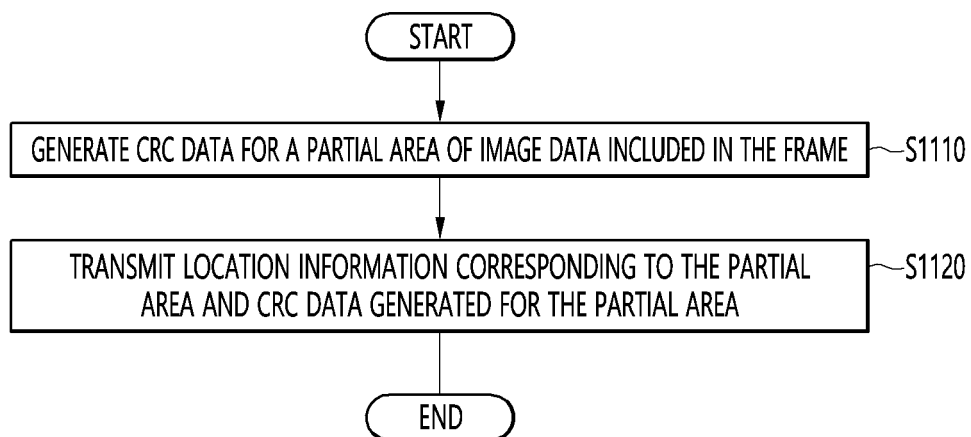 START
GENERATE CRC DATA FOR A PARTIAL AREA OF IMAGE DATA INCLUDED IN THE FRAME
S1110
TRANSMIT LOCATION INFORMATION CORRESPONDING TO THE PARTIAL
AREA AND CRC DATA GENERATED FOR THE PARTIAL AREA
S1120
END